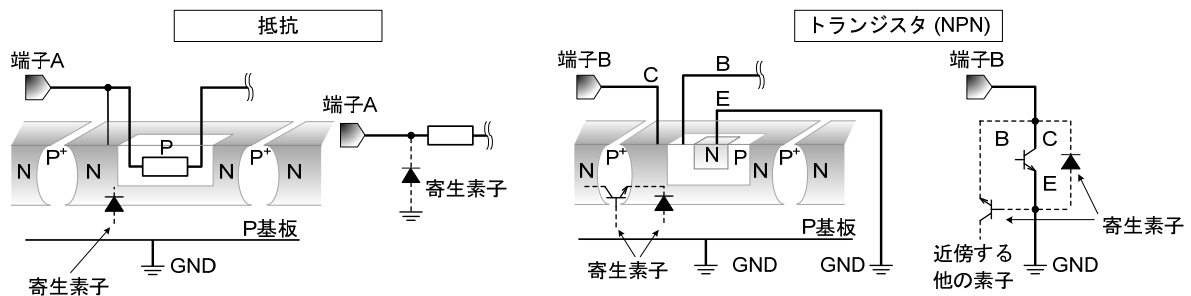 抵抗
トランジスタ (NPN)
端子A
P
N
P+
N
N
P+
N
P基板
GND
寄生素子
端子A
寄生素子
端子B
C
B
E
N
P+
N
N
P
N
P+
N
P基板
寄生素子
GND
GND
端子B
B
C
E
寄生素子
近傍する
他の素子
GND